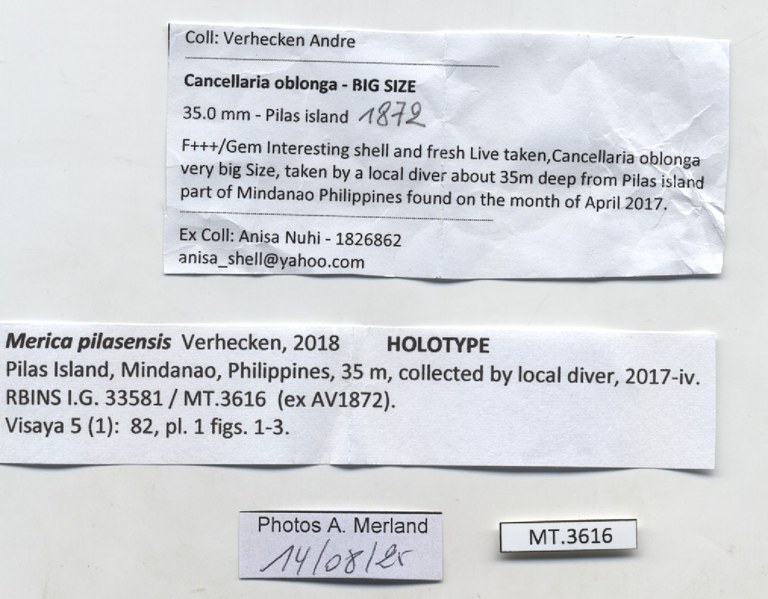 Coll: Verhecken Andre
Cancellaria oblonga - BIG SIZE
35.0 mm - Pilas island 1872
F+++/Gem Interesting shell and fresh Live taken,Cancellaria oblonga
very big Size, taken by a local diver about 35m deep from Pilas island
part of Mindanao Philippines found on the month of April 2017.
Ex Coll: Anisa Nuhi - 1826862
anisa_shell@yahoo.com
Merica pilasensis Verhecken, 2018 HOLOTYPE
Pilas Island, Mindanao, Philippines, 35 m, collected by local diver, 2017-iv.
RBINS I.G. 33581 / MT.3616 (ex AV1872).
Visaya 5 (1): 82, pl. 1 figs. 1-3.
Photos A. Merland
MT.3616